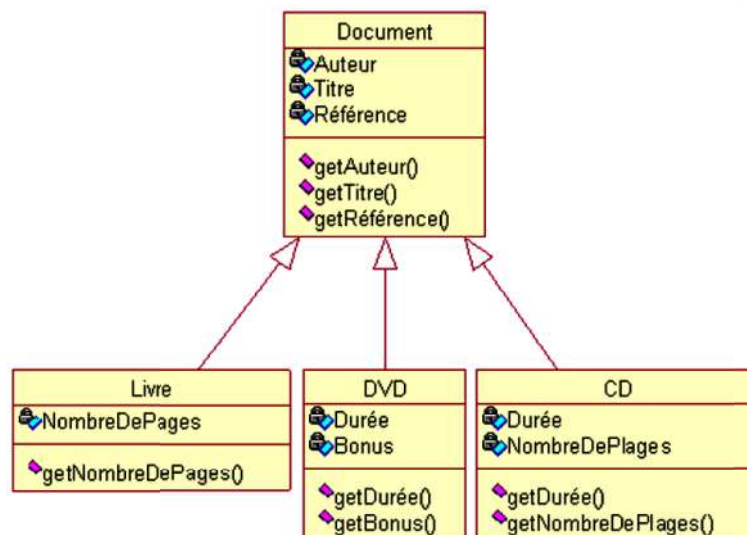 Document
Auteur
Titre
Référence
getAuteur()
getTitre()
getRéférence()
Livre
NombreDePages
getNombreDePages()
DVD
Durée
Bonus
getDurée()
getBonus()
CD
Durée
NombreDePlages
getDurée()
getNombreDePlages()